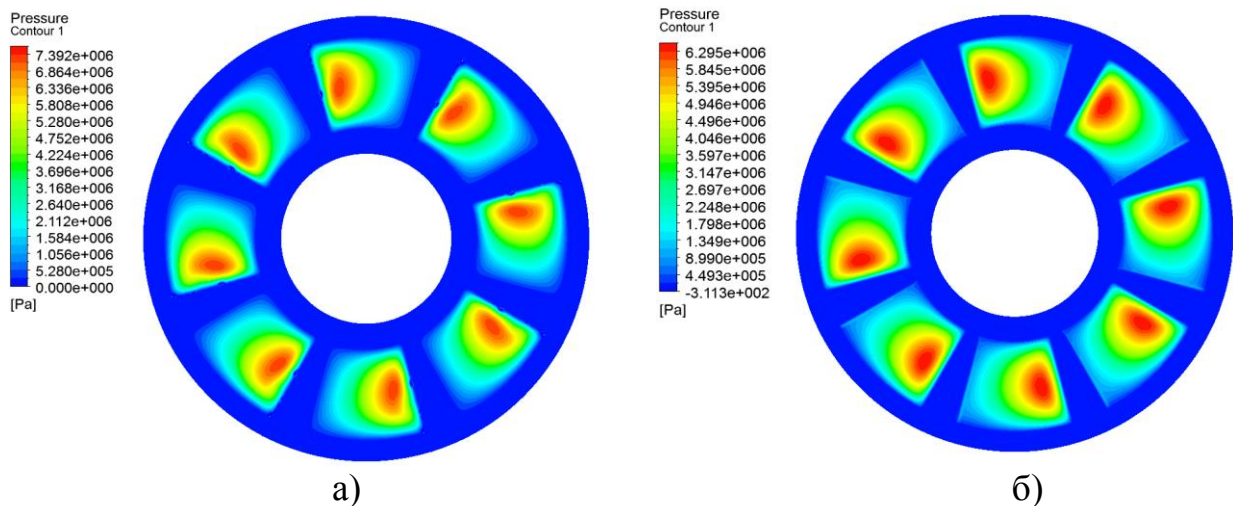 Pressure
Contour 1
7.392e+006
6.864e+006
6.336e+006
5.808e+006
5.280e+006
4.752e+006
4.224e+006
3.696e+006
3.168e+006
2.640e+006
2.112e+006
1.584e+006
1.056e+006
5.280e+005
0.000e+000
[Pa]
а)
Pressure
Contour 1
6.295e+006
5.845e+006
5.395e+006
4.946e+006
4.496e+006
4.046e+006
3.597e+006
3.147e+006
2.697e+006
2.248e+006
1.798e+006
1.349e+006
8.990e+005
4.493e+005
-3.113e+002
[Pa]
б)